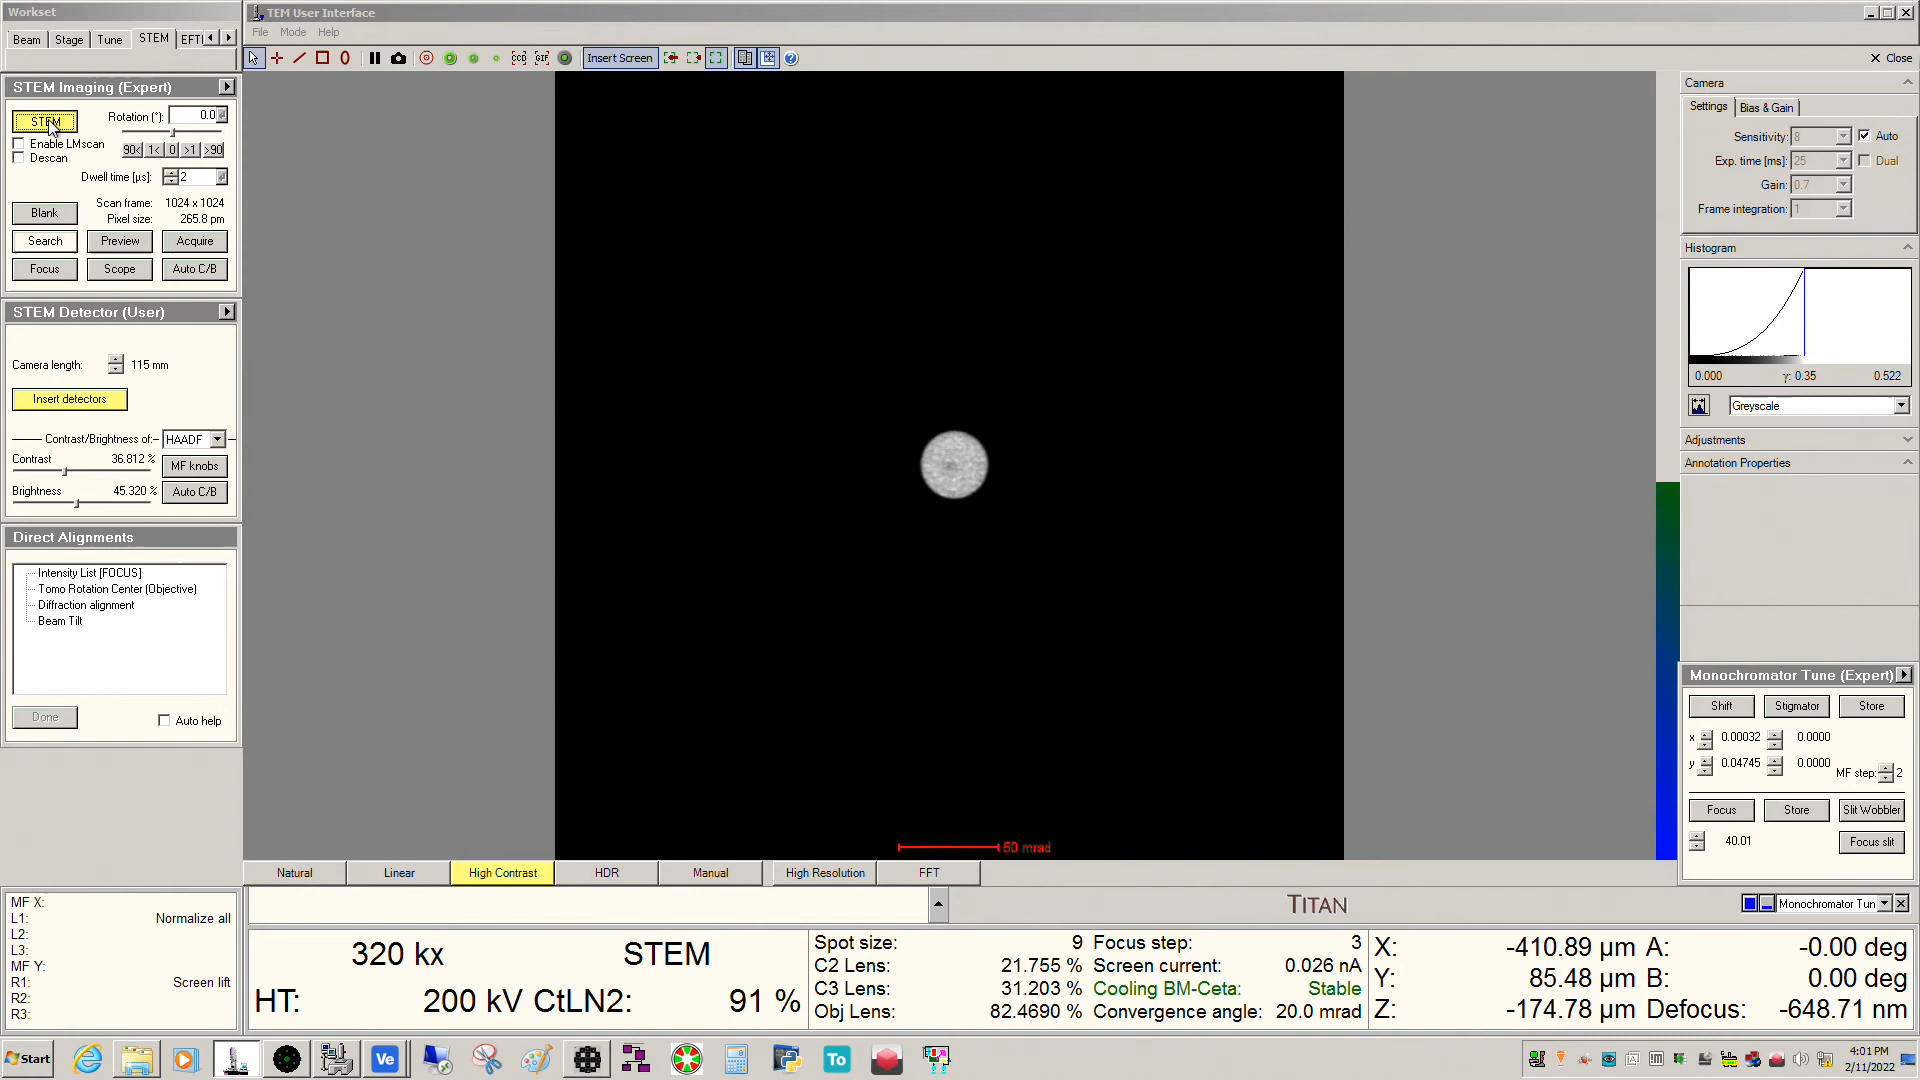 Workset
Beam Stage Tune STEM EFTI
STEM Imaging (Expert)
STEM
Rotation (°): 0.0
Enable LMscan
Descan
90< 1< 0 >1 >90
Dwell time [µs]: 2
Scan frame: 1024 x 1024
Blank
Pixel size: 265.8 pm
Search Preview Acquire
Focus Scope Auto C/B
STEM Detector (User)
Camera length: 115 mm
Insert detectors
Contrast/Brightness of: HAADF
Contrast 36.812 % MF knobs
Brightness 45.320 % Auto C/B
Direct Alignments
Intensity List [FOCUS]
Tomo Rotation Center (Objective)
Diffraction alignment
Beam Tilt
Done Auto help
MF X:
L1: Normalize all
L2:
L3:
MF Y:
R1: Screen lift
R2:
R3:
TEM User Interface
File Mode Help
CCD GIF Insert Screen Close
50 mrad
Natural Linear High Contrast HDR Manual High Resolution FFT
TITAN
320 kx STEM
HT: 200 kV CtLN2: 91 %
Spot size: 9 Focus step: 3
C2 Lens: 21.755 % Screen current: 0.026 nA
C3 Lens: 31.203 % Cooling BM-Ceta: Stable
Obj Lens: 82.4690 % Convergence angle: 20.0 mrad
X: -410.89 µm A: -0.00 deg
Y: 85.48 µm B: 0.00 deg
Z: -174.78 µm Defocus: -648.71 nm
Camera
Settings Bias & Gain
Sensitivity: 8 Auto
Exp. time [ms]: 25 Dual
Gain: 0.7
Frame integration: 1
Histogram
0.000 γ: 0.35 0.522
Greyscale
Adjustments
Annotation Properties
Monochromator Tune (Expert)
Shift Stigmator Store
x 0.00032 0.0000
y 0.04745 0.0000
MF step: 2
Focus Store Slit Wobbler
40.01 Focus slit
Monochromator Tun
Start
Ve
To
4:01 PM
2/11/2022